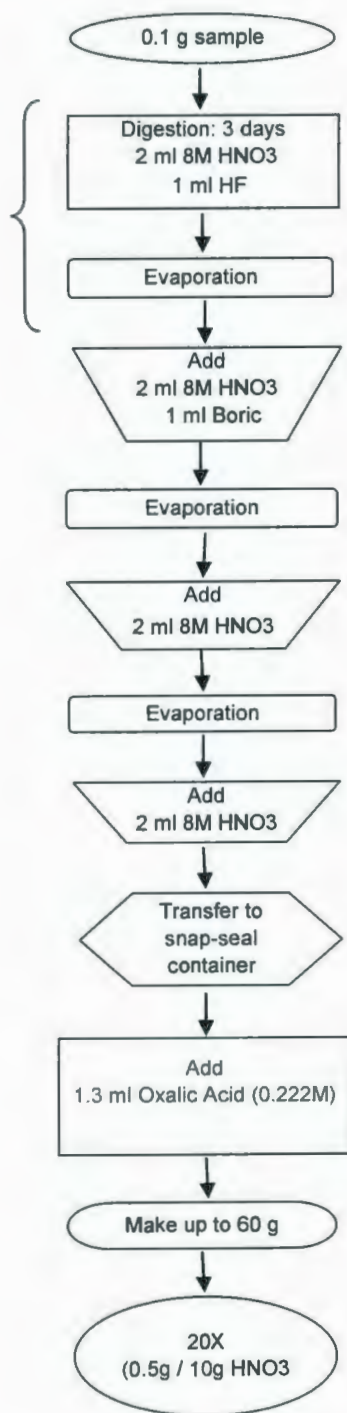 0.1 g sample
Digestion: 3 days
2 ml 8M HNO3
1 ml HF
Evaporation
Add
2 ml 8M HNO3
1 ml Boric
Evaporation
Add
2 ml 8M HNO3
Evaporation
Add
2 ml 8M HNO3
Transfer to
snap-seal
container
Add
1.3 ml Oxalic Acid (0.222M)
Make up to 60 g
20X
(0.5g / 10g HNO3